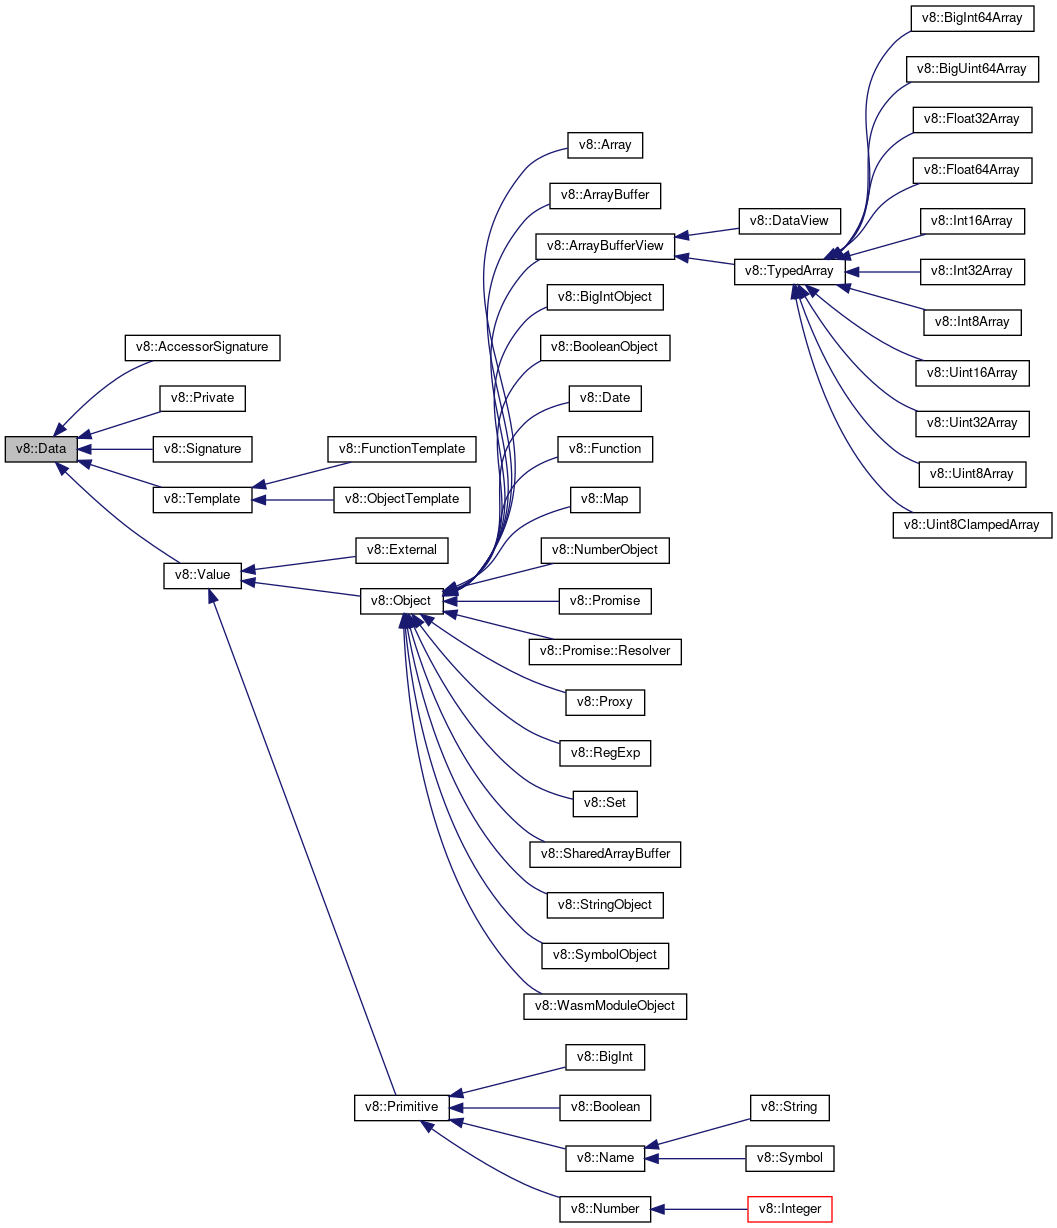 v8::BigInt64Array
v8::BigUint64Array
v8::Float32Array
v8::Array
v8::Float64Array
v8::ArrayBuffer
v8::DataView
v8::Int16Array
v8::ArrayBufferView
v8::TypedArray
v8::Int32Array
v8::BigIntObject
v8::Int8Array
v8::AccessorSignature
v8::BooleanObject
v8::Uint16Array
v8::Private
v8::Date
v8::Uint32Array
v8::Data
v8::Signature
v8::FunctionTemplate
v8::Function
v8::Uint8Array
v8::Template
v8::ObjectTemplate
v8::Map
v8::Uint8ClampedArray
v8::External
v8::NumberObject
v8::Value
v8::Object
v8::Promise
v8::Promise::Resolver
v8::Proxy
v8::RegExp
v8::Set
v8::SharedArrayBuffer
v8::StringObject
v8::SymbolObject
v8::WasmModuleObject
v8::BigInt
v8::Primitive
v8::Boolean
v8::String
v8::Name
v8::Symbol
v8::Number
v8::Integer